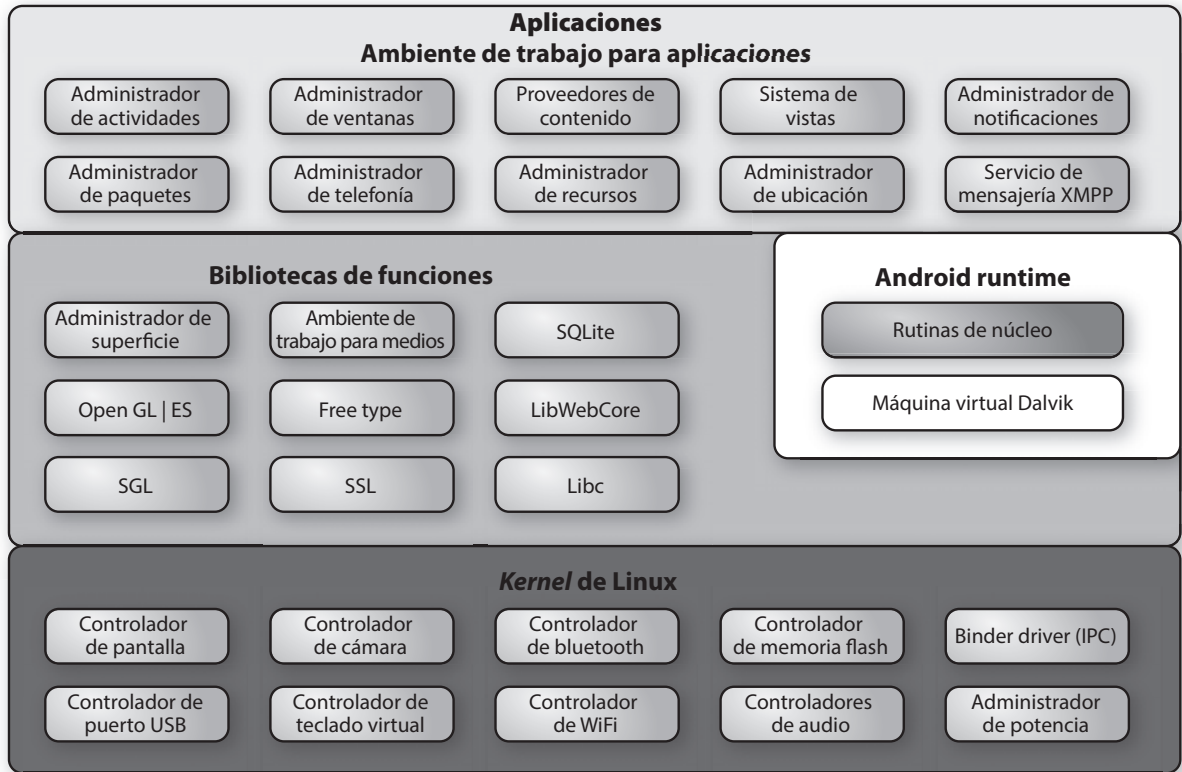 Aplicaciones
Ambiente de trabajo para aplicaciones
Administrador
de actividades
Administrador
de ventanas
Proveedores de
contenido
Sistema de
vistas
Administrador de
notificaciones
Administrador
de paquetes
Administrador
de telefonía
Administrador
de recursos
Administrador
de ubicación
Servicio de
mensajería XMPP
Bibliotecas de funciones
Administrador de
superficie
Ambiente de
trabajo para medios
SQLite
Open GL | ES
Free type
LibWebCore
SGL
SSL
Libc
Android runtime
Rutinas de núcleo
Máquina virtual Dalvik
Kernel de Linux
Controlador
de pantalla
Controlador
de cámara
Controlador
de bluetooth
Controlador
de memoria flash
Binder driver (IPC)
Controlador de
puerto USB
Controlador de
teclado virtual
Controlador
de WiFi
Controladores
de audio
Administrador
de potencia